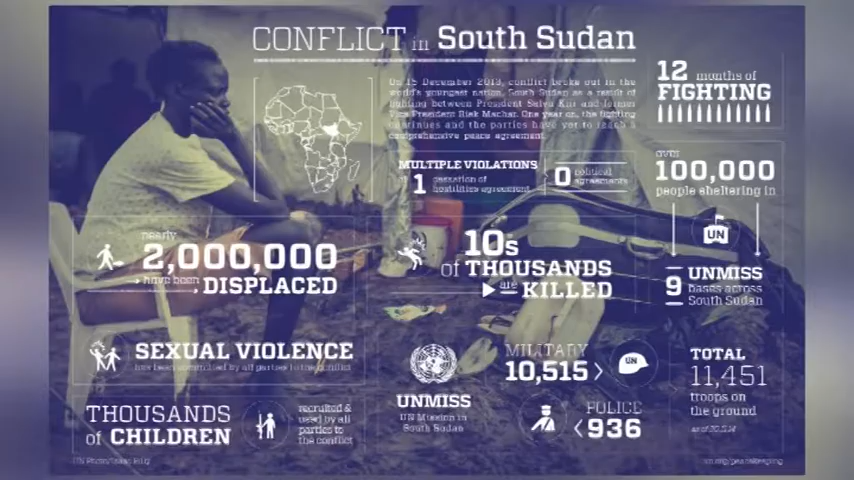 CONFLICT in South Sudan
On 15 December 2013, conflict broke out in the
world's youngest nation, South Sudan as a result of
fighting between President Salva Kiir and former
Vice President Riek Machar. One year on, the fighting
continues and the parties have yet to reach a
comprehensive peace agreement.
12 months of
FIGHTING
MULTIPLE VIOLATIONS
of 1 cessation of
hostilities agreement
0 political
agreements
over
100,000
people sheltering in
UN
9 UNMISS
bases across
South Sudan
nearly
2,000,000
have been DISPLACED
10s
of THOUSANDS
are KILLED
SEXUAL VIOLENCE
has been committed by all parties to the conflict
THOUSANDS
of CHILDREN
recruited &
used by all
parties to
the conflict
UNMISS
UN Mission in
South Sudan
MILITARY
10,515
UN
POLICE
936
TOTAL
11,451
troops on
the ground
as of
un.org/peacekeeping